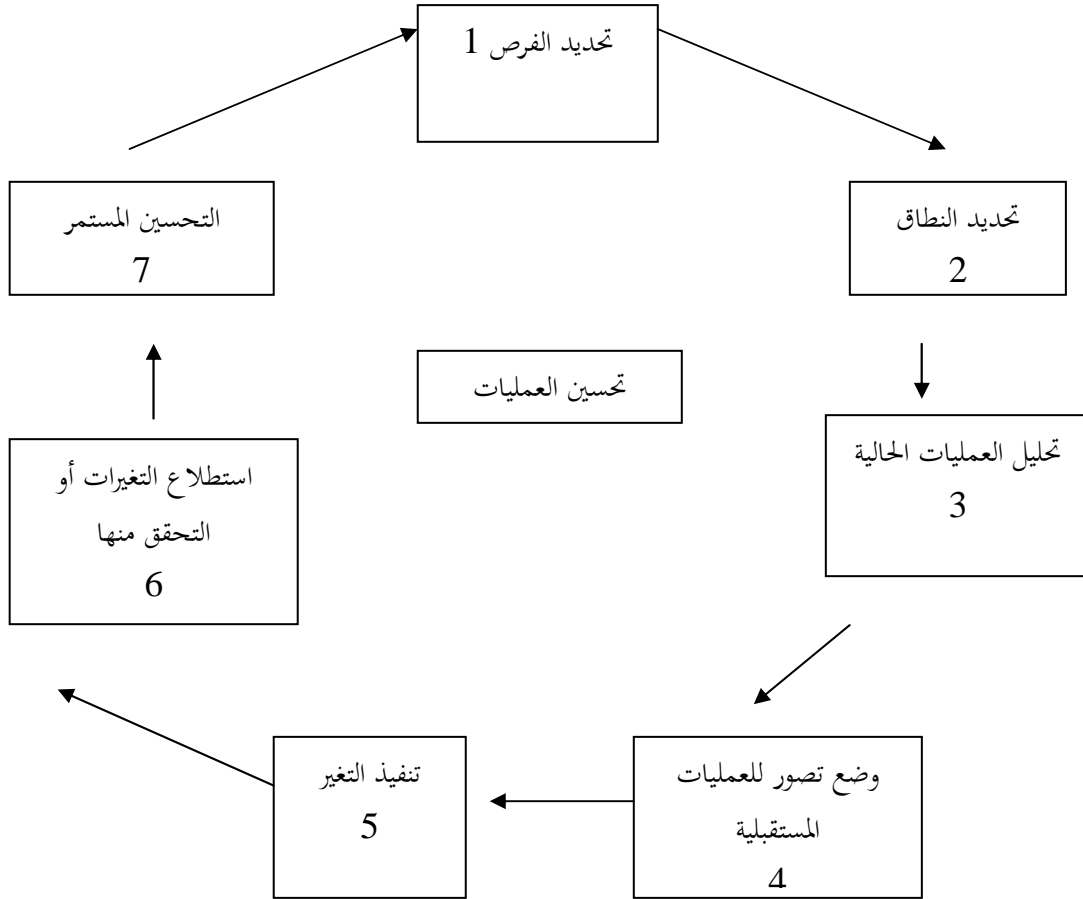 تحديد الفرص 1
تحديد النطاق
2
تحليل العمليات الحالية
3
وضع تصور للعمليات
المستقبلية
4
تنفيذ التغير
5
استطلاع التغيرات أو
التحقق منها
6
التحسين المستمر
7
تحسين العمليات